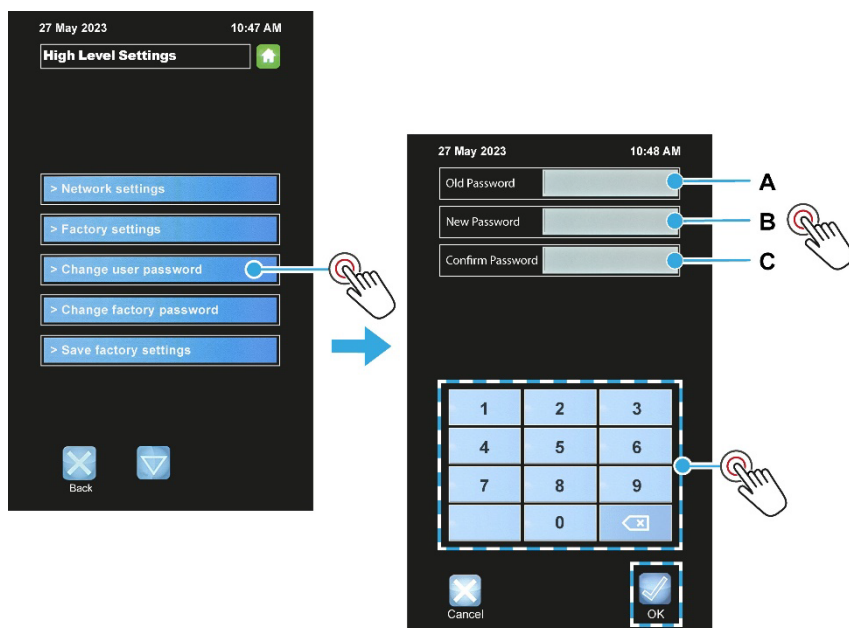 27 May 2023 10:47 AM
High Level Settings
> Network settings
> Factory settings
> Change user password
> Change factory password
> Save factory settings
Back
27 May 2023 10:48 AM
Old Password A
New Password B
Confirm Password C
1 2 3
4 5 6
7 8 9
0
Cancel OK